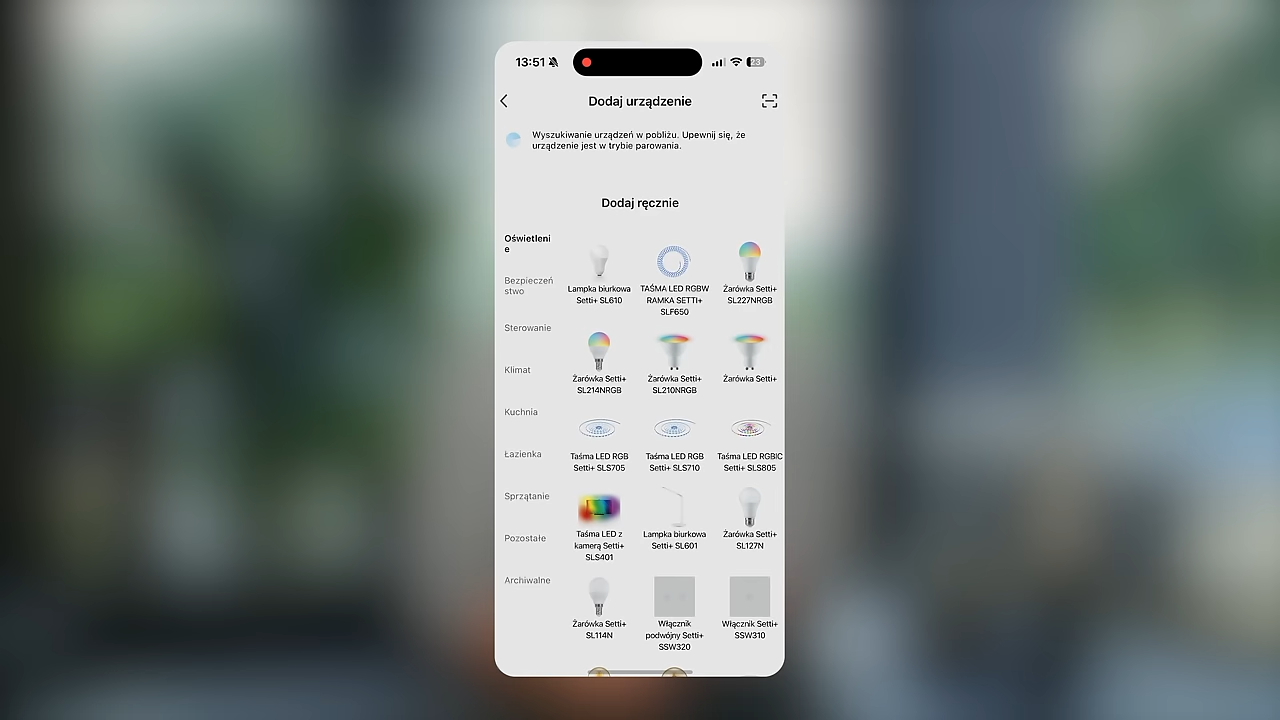 13:51
23
Dodaj urządzenie
Wyszukiwanie urządzeń w pobliżu. Upewnij się, że
urządzenie jest w trybie parowania.
Dodaj ręcznie
Oświetleni
e
Bezpieczeń
stwo
Sterowanie
Klimat
Kuchnia
Łazienka
Sprzątanie
Pozostałe
Archiwalne
Lampka biurkowa
Setti+ SL610
TAŚMA LED RGBW
RAMKA SETTI+
SLF650
Żarówka Setti+
SL227NRGB
Żarówka Setti+
SL214NRGB
Żarówka Setti+
SL210NRGB
Żarówka Setti+
Taśma LED RGB
Setti+ SLS705
Taśma LED RGB
Setti+ SLS710
Taśma LED RGBIC
Setti+ SLS805
Taśma LED z
kamerą Setti+
SLS401
Lampka biurkowa
Setti+ SL601
Żarówka Setti+
SL127N
Żarówka Setti+
SL114N
Włącznik
podwójny Setti+
SSW320
Włącznik Setti+
SSW310